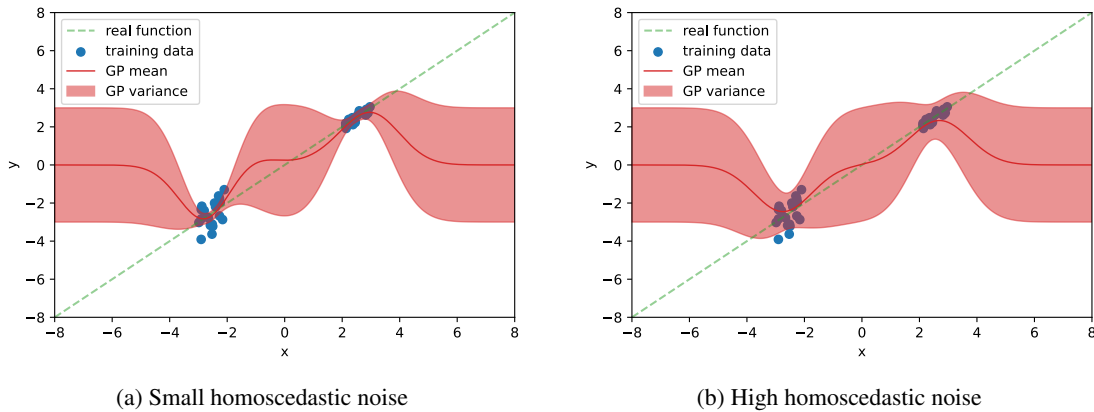 real function
training data
GP mean
GP variance
8
6
4
2
0
−2
−4
−6
−8
y
−8 −6 −4 −2 0 2 4 6 8
x
(a) Small homoscedastic noise
real function
training data
GP mean
GP variance
8
6
4
2
0
−2
−4
−6
−8
y
−8 −6 −4 −2 0 2 4 6 8
x
(b) High homoscedastic noise